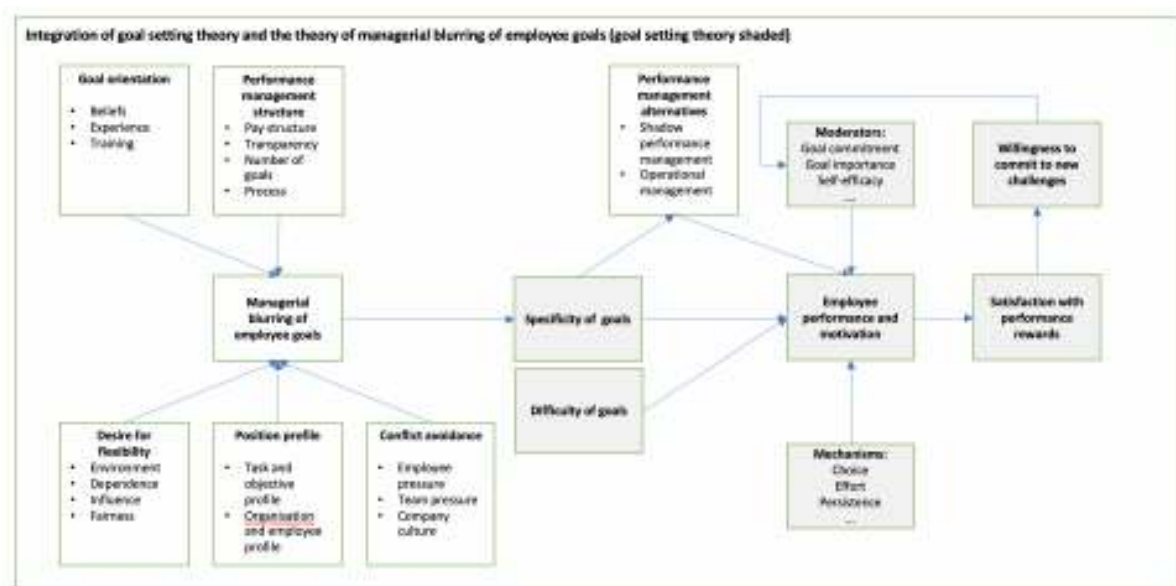 Integration of goal setting theory and the theory of managerial blurring of employee goals (goal setting theory shaded)
Goal orientation
• Beliefs
• Experience
• Training
Performance
management
structure
• Pay structure
• Transparency
• Number of
goals
• Process
Performance
management
alternatives
• Shadow
performance
management
• Operational
management
Moderators:
Goal commitment
Goal importance
Self-efficacy
...
Willingness to
commit to new
challenges
Managerial
blurring of
employee goals
Specificity of goals
Employee
performance and
motivation
Satisfaction with
performance
rewards
Difficulty of goals
Desire for
flexibility
• Environment
• Dependence
• Influence
• Fairness
Position profile
• Task and
objective
profile
• Organisation
and employee
profile
Conflict avoidance
• Employee
pressure
• Team pressure
• Company
culture
Mechanisms:
Choice
Effort
Persistence
...